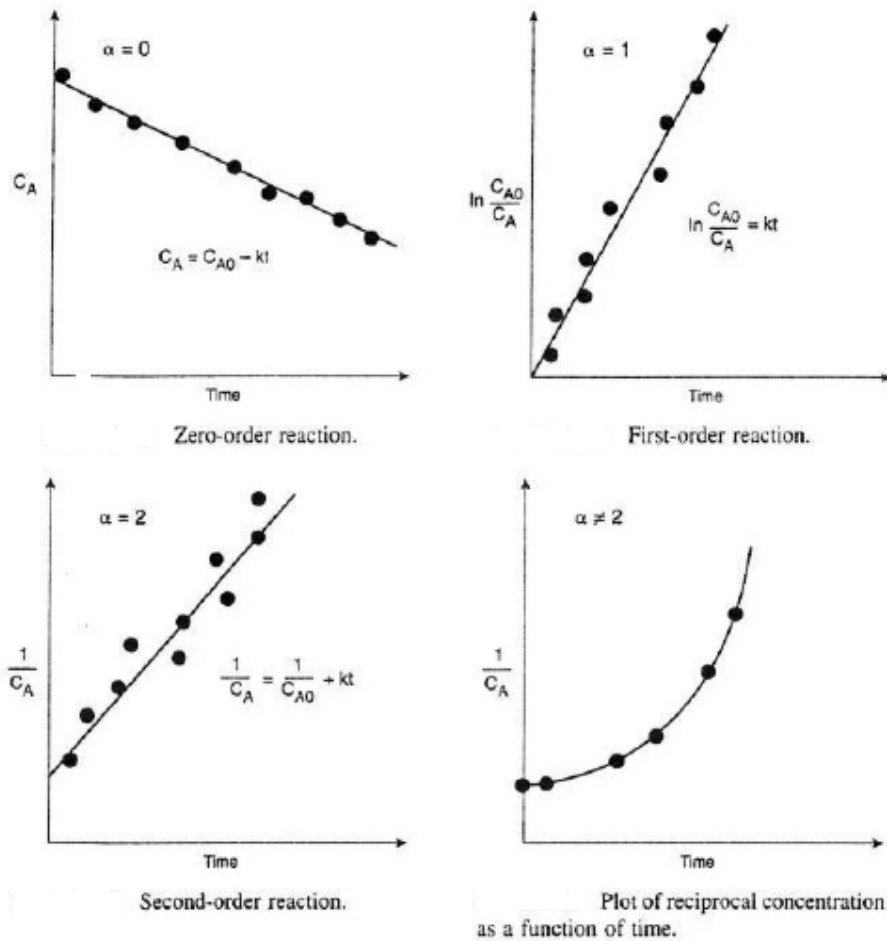 α = 0
C_A
C_A = C_A0 − kt
Time
Zero-order reaction.
α = 1
ln C_A0/C_A
ln C_A0/C_A = kt
Time
First-order reaction.
α = 2
1/C_A
1/C_A = 1/C_A0 + kt
Time
Second-order reaction.
α ≠ 2
1/C_A
Time
Plot of reciprocal concentration
as a function of time.